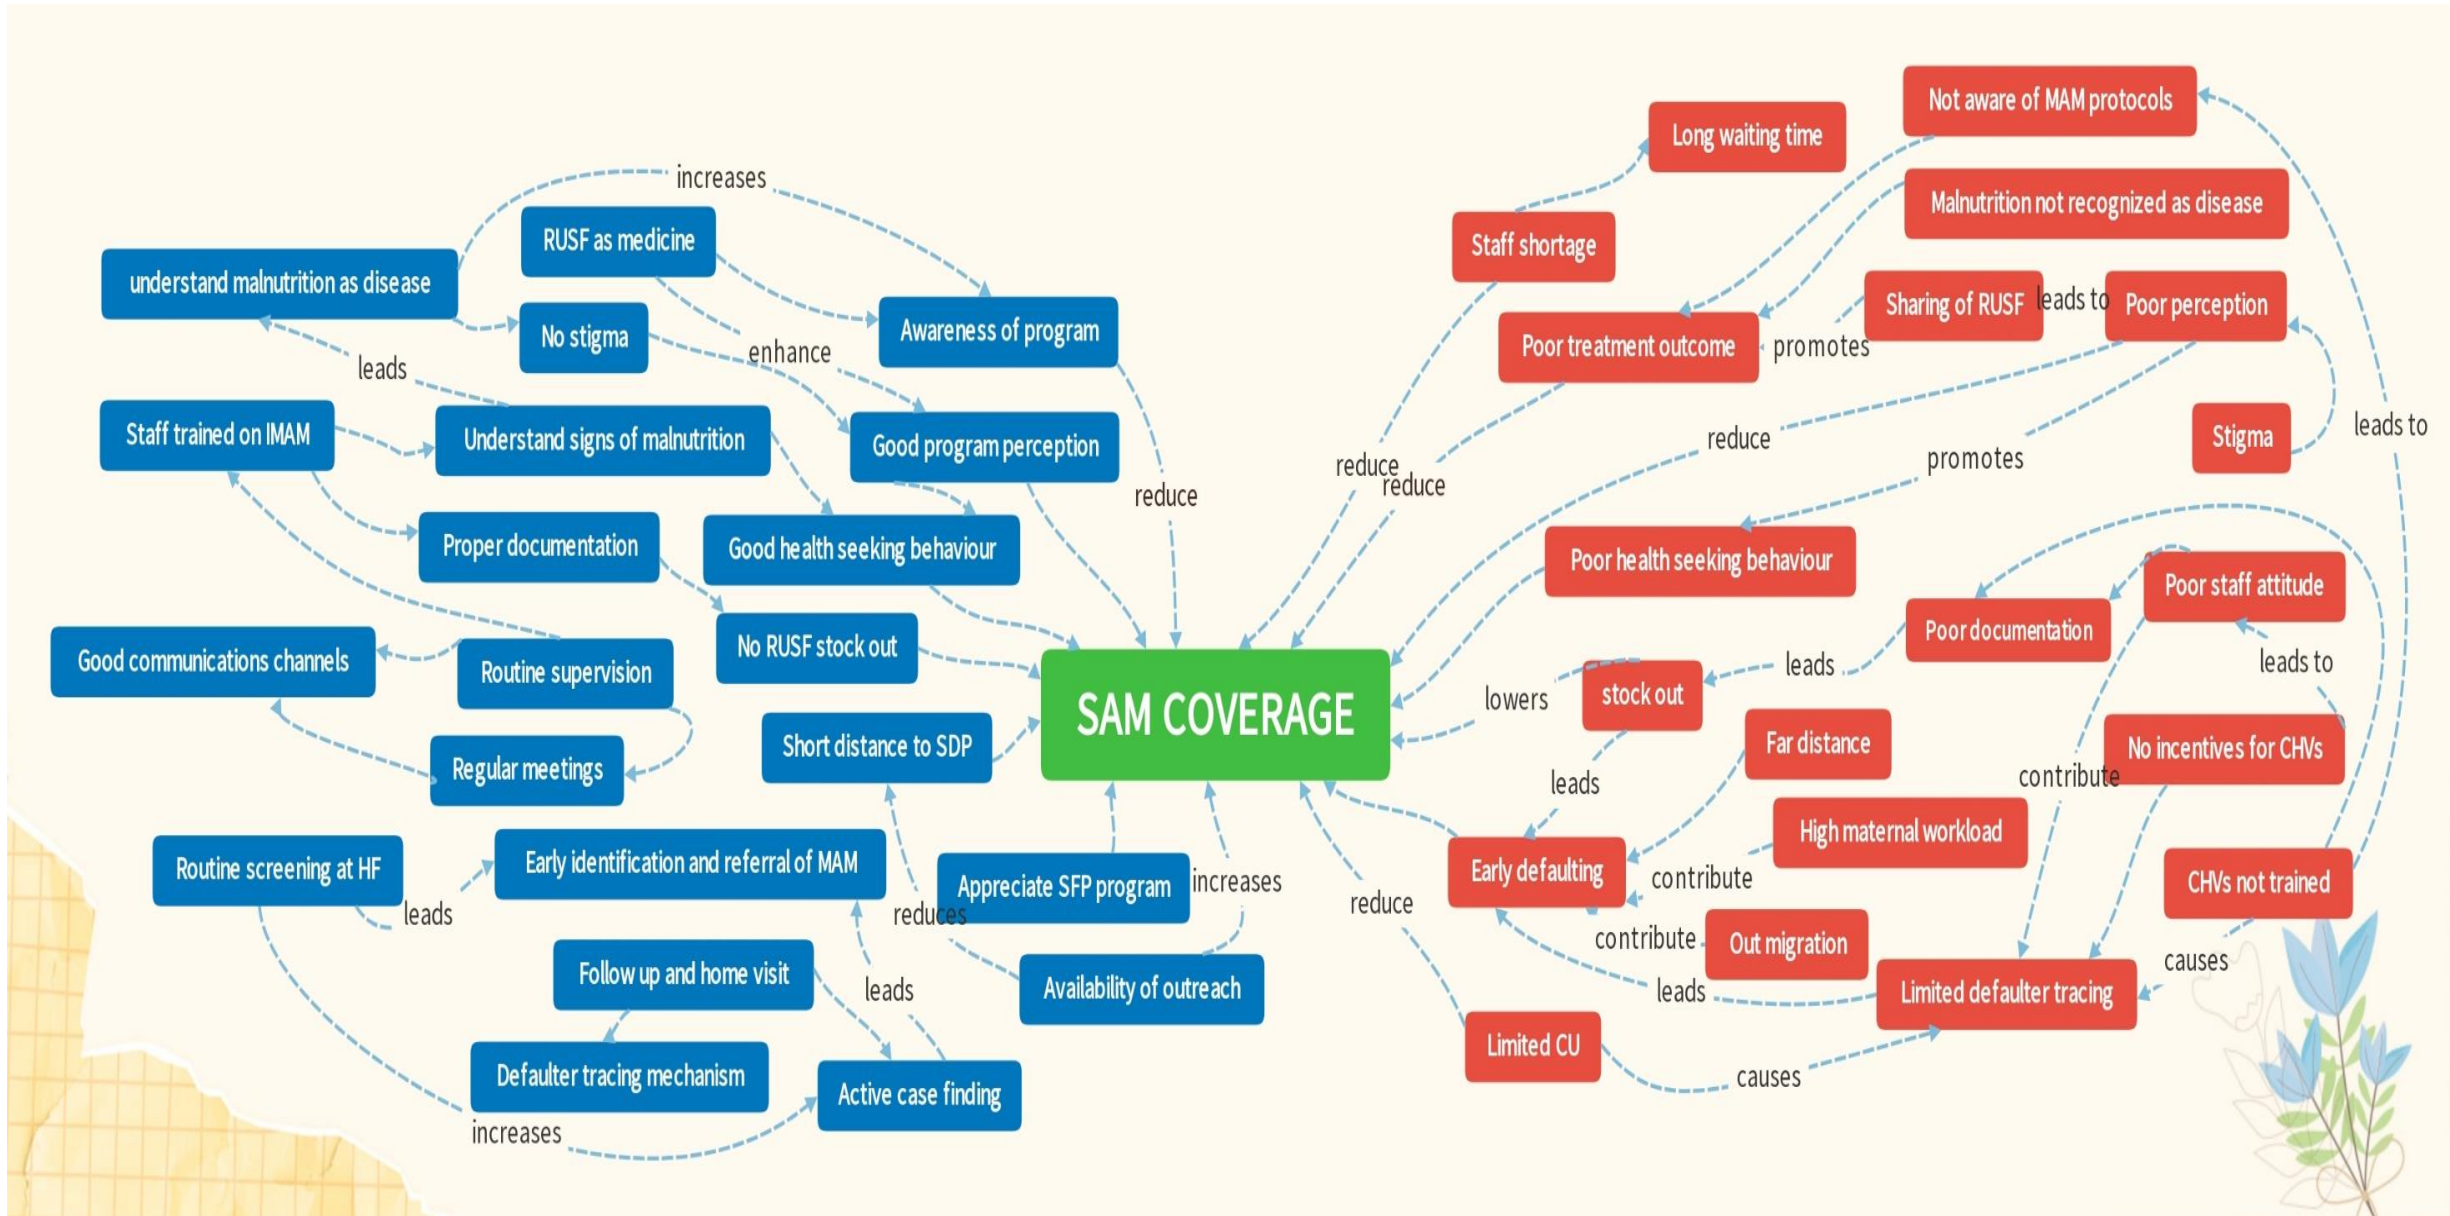 increases
RUSF as medicine
understand malnutrition as disease
No stigma
Awareness of program
enhance
leads
Staff trained on IMAM
Understand signs of malnutrition
Good program perception
reduce
Proper documentation
Good health seeking behaviour
No RUSF stock out
Good communications channels
Routine supervision
Regular meetings
Short distance to SDP
SAM COVERAGE
Routine screening at HF
leads
Early identification and referral of MAM
Appreciate SFP program
increases
reduces
Follow up and home visit
leads
Availability of outreach
Defaulter tracing mechanism
Active case finding
increases
Not aware of MAM protocols
Long waiting time
Malnutrition not recognized as disease
Staff shortage
Sharing of RUSF
leads to
Poor perception
Poor treatment outcome
promotes
Stigma
leads to
reduce
reduce
reduce
promotes
Poor health seeking behaviour
Poor staff attitude
Poor documentation
leads to
leads
stock out
lowers
Far distance
No incentives for CHVs
leads
contribute
High maternal workload
Early defaulting
contribute
CHVs not trained
reduce
contribute
Out migration
causes
leads
Limited defaulter tracing
Limited CU
causes